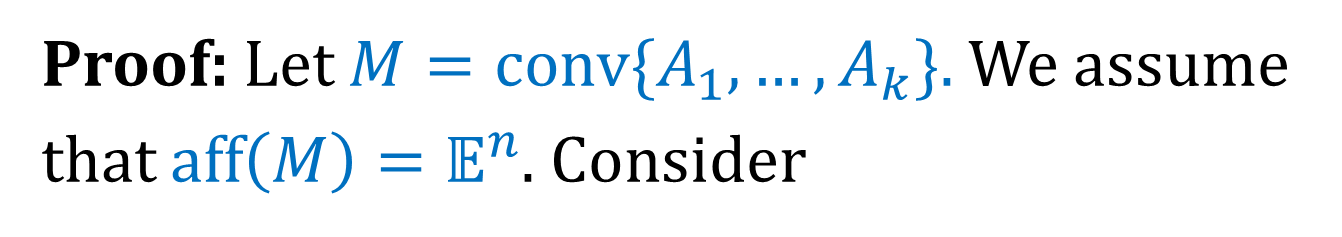 Proof: Let M = conv{A₁, … , Aₖ}. We assume
that aff(M) = 𝔼ⁿ. Consider